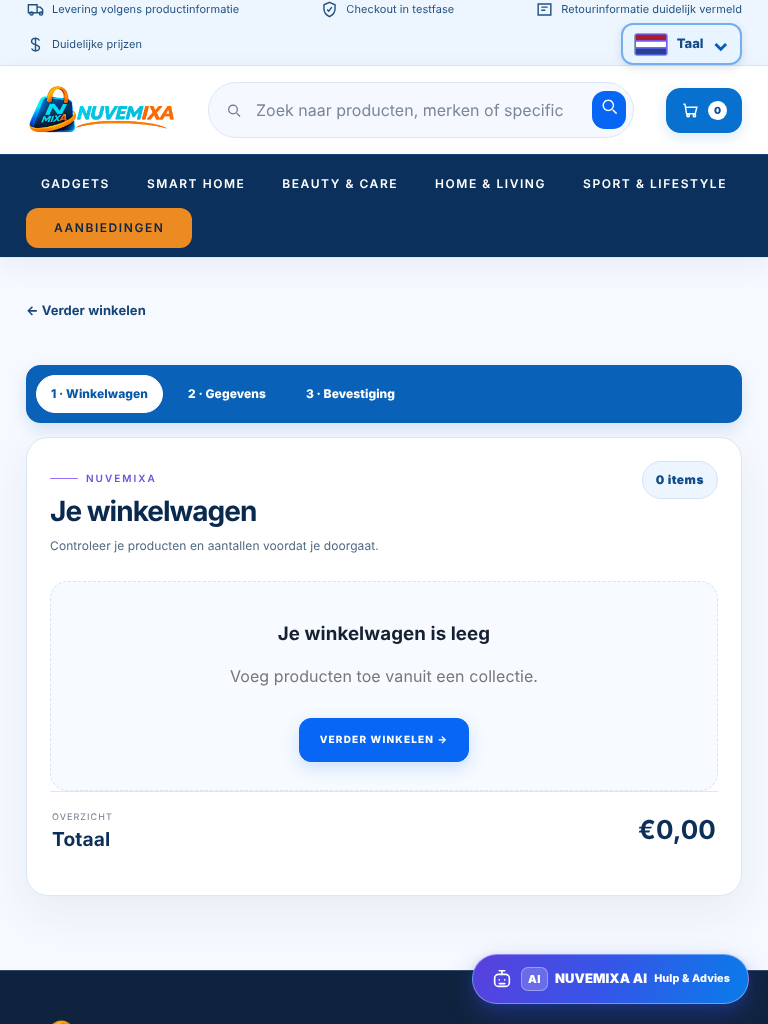 Levering volgens productinformatie
Checkout in testfase
Retourinformatie duidelijk vermeld
Duidelijke prijzen
Taal
NUVEMIXA
N
MIXA
Zoek naar producten, merken of specific
0
GADGETS
SMART HOME
BEAUTY & CARE
HOME & LIVING
SPORT & LIFESTYLE
AANBIEDINGEN
← Verder winkelen
1 · Winkelwagen
2 · Gegevens
3 · Bevestiging
NUVEMIXA
0 items
Je winkelwagen
Controleer je producten en aantallen voordat je doorgaat.
Je winkelwagen is leeg
Voeg producten toe vanuit een collectie.
VERDER WINKELEN →
OVERZICHT
Totaal
€0,00
AI NUVEMIXA AI Hulp & Advies